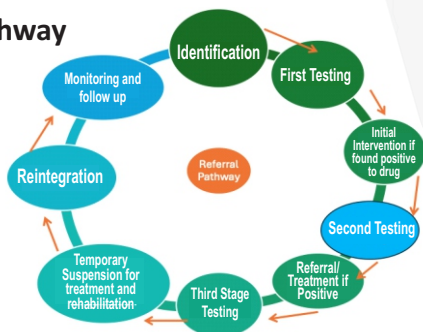 hway
Identification
First Testing
Initial
Intervention if
found positive
to drug
Second Testing
Referral/
Treatment if
Positive
Third Stage
Testing
Temporary
Suspension for
treatment and
rehabilitation
Reintegration
Monitoring and
follow up
Referral
Pathway